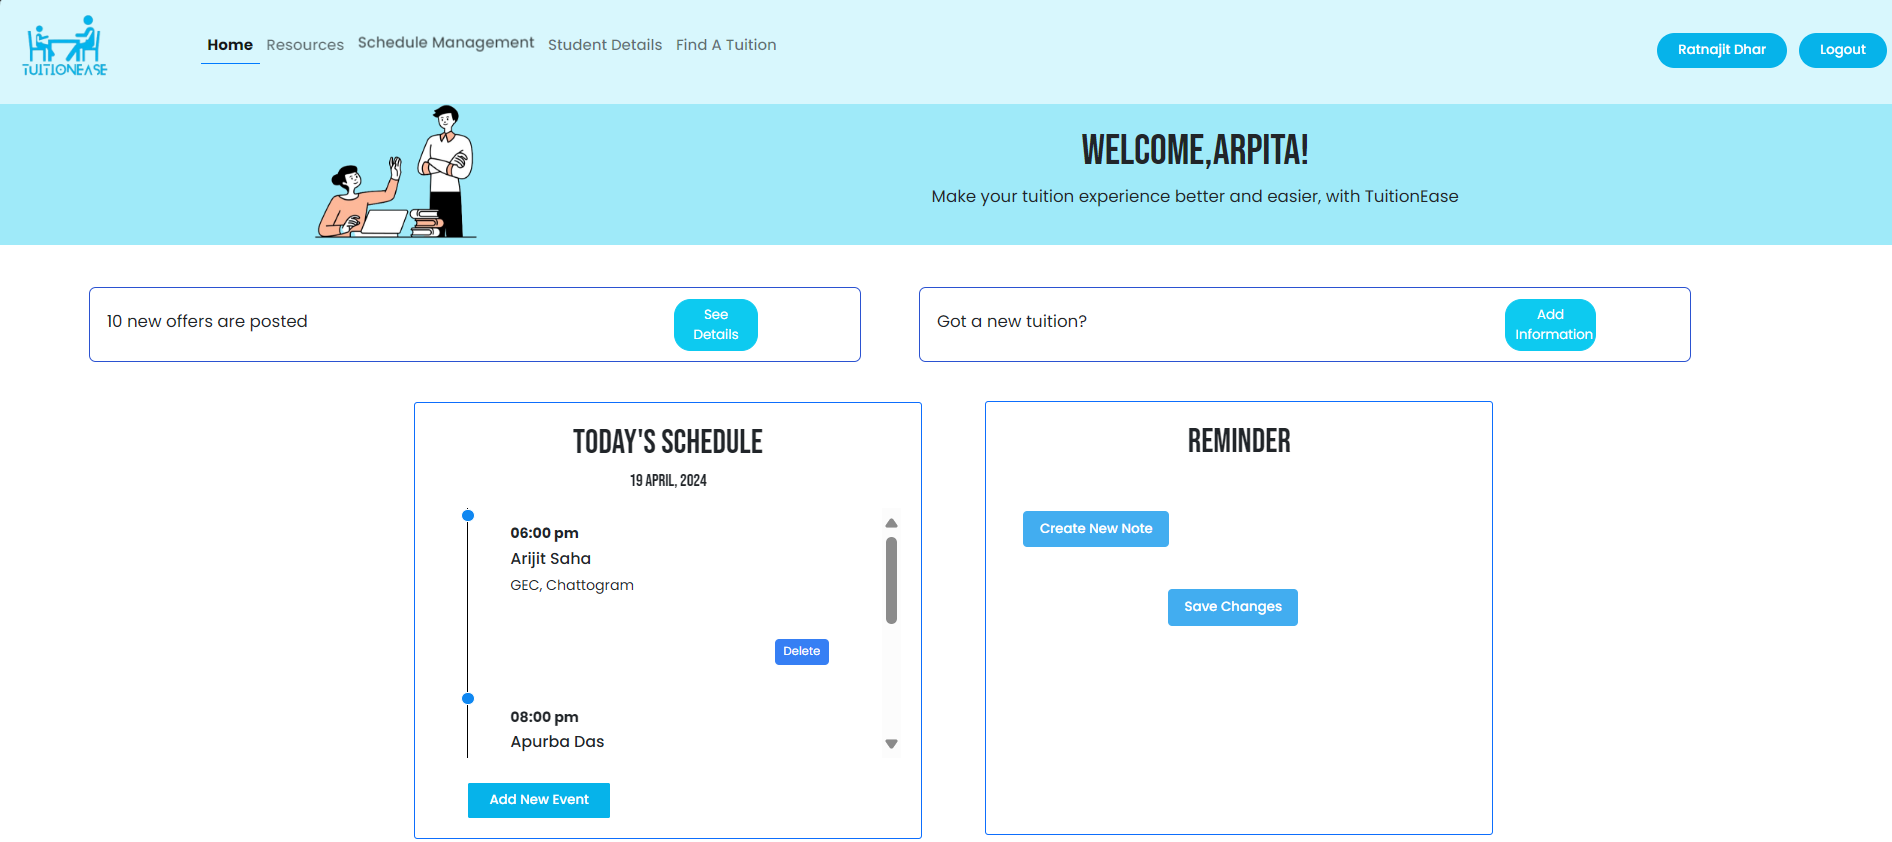 TUITIONEASE
Home Resources Schedule Management Student Details Find A Tuition
Ratnajit Dhar Logout
WELCOME,ARPITA!
Make your tuition experience better and easier, with TuitionEase
10 new offers are posted
See
Details
Got a new tuition?
Add
Information
TODAY'S SCHEDULE
19 APRIL, 2024
06:00 pm
Arijit Saha
GEC, Chattogram
Delete
08:00 pm
Apurba Das
Add New Event
REMINDER
Create New Note
Save Changes